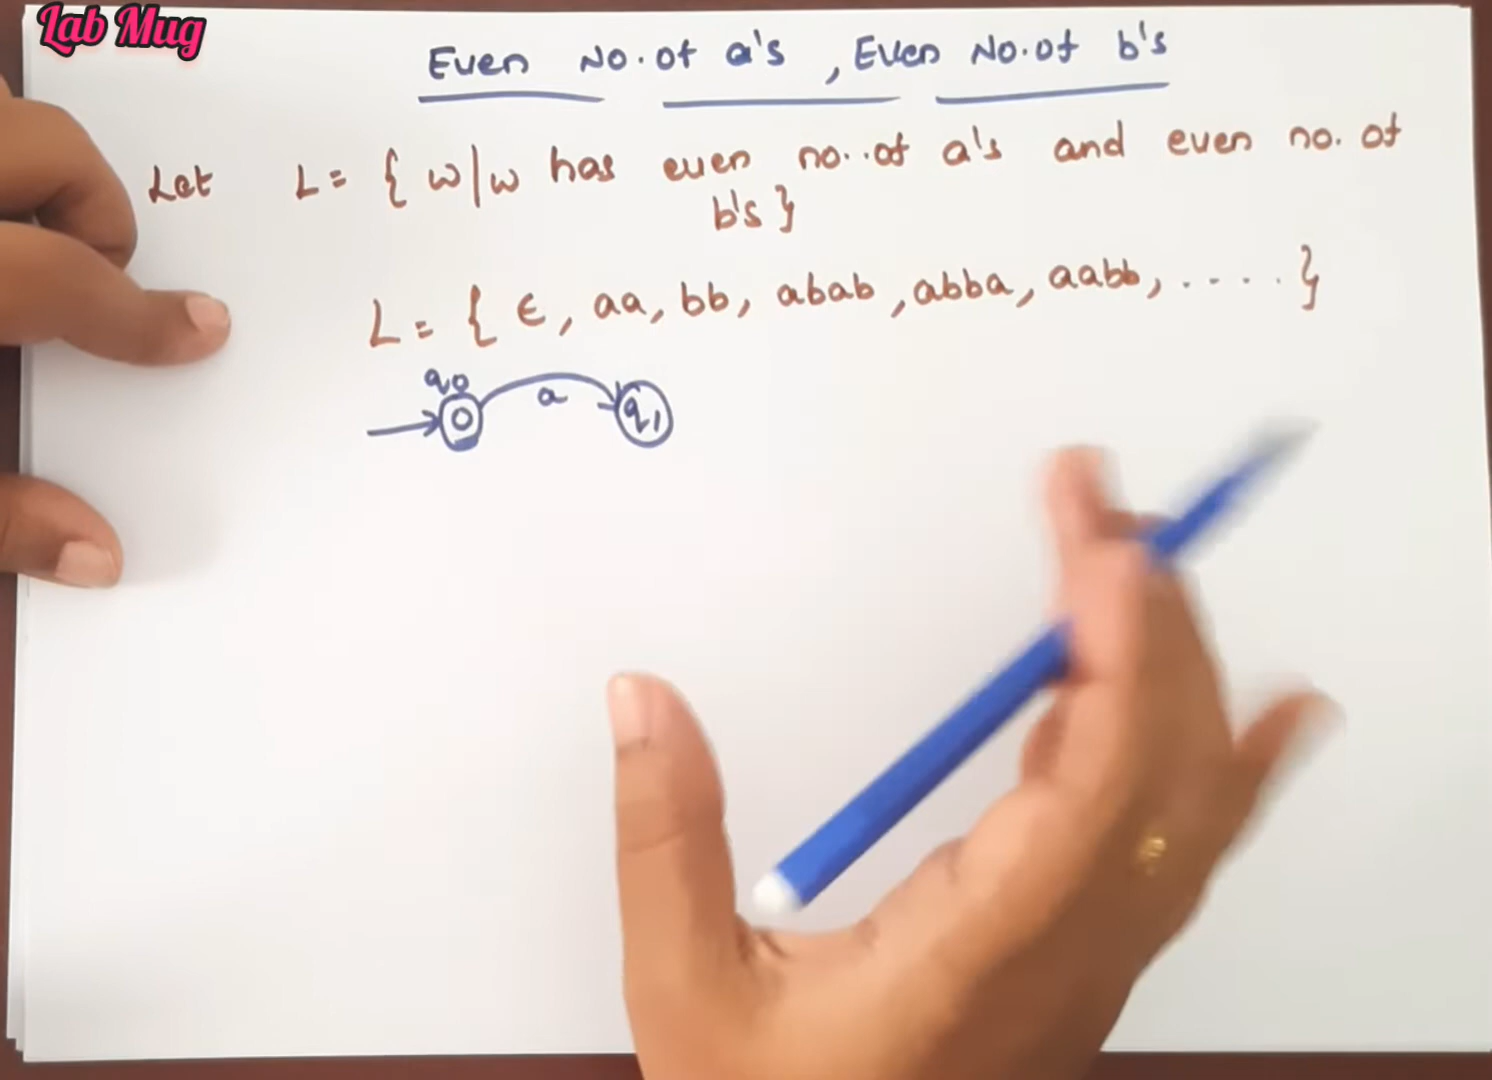 Lab Mug
Even No. of a's , Even No. of b's
Let L = { w | w has even no. of a's and even no. of
b's }
L = { ϵ, aa, bb, abab, abba, aabb, ..... }
q0
a
q1